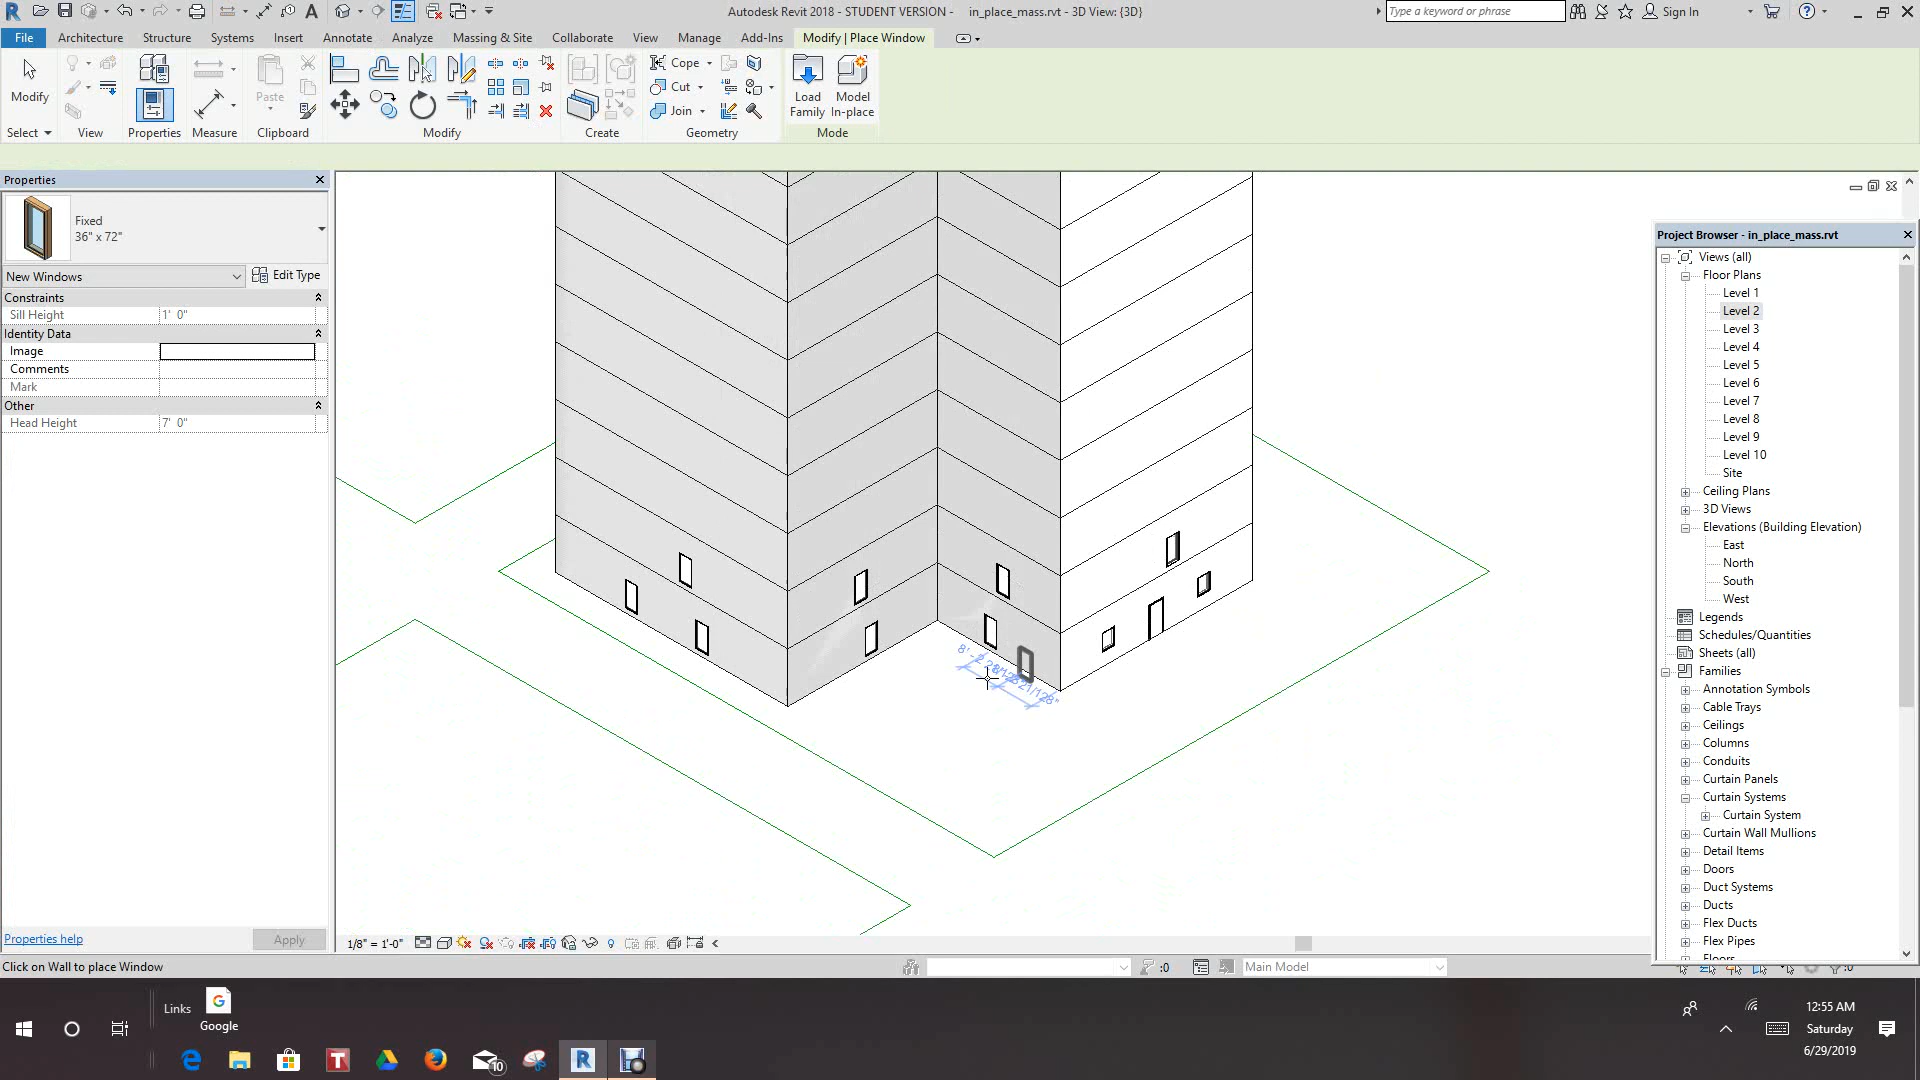 Autodesk Revit 2018 - STUDENT VERSION - in_place_mass.rvt - 3D View: {3D}
Type a keyword or phrase
Sign In
File Architecture Structure Systems Insert Annotate Analyze Massing & Site Collaborate View Manage Add-Ins Modify | Place Window
Modify
Paste
Cope
Cut
Join
Load Family
Model In-place
Select View Properties Measure Clipboard Modify Create Geometry Mode
Properties
Fixed
36" x 72"
New Windows
Edit Type
Constraints
Sill Height 1' 0"
Identity Data
Image
Comments
Mark
Other
Head Height 7' 0"
Properties help
Apply
Project Browser - in_place_mass.rvt
Views (all)
Floor Plans
Level 1
Level 2
Level 3
Level 4
Level 5
Level 6
Level 7
Level 8
Level 9
Level 10
Site
Ceiling Plans
3D Views
Elevations (Building Elevation)
East
North
South
West
Legends
Schedules/Quantities
Sheets (all)
Families
Annotation Symbols
Cable Trays
Ceilings
Columns
Conduits
Curtain Panels
Curtain Systems
Curtain System
Curtain Wall Mullions
Detail Items
Doors
Duct Systems
Ducts
Flex Ducts
Flex Pipes
Floors
1/8" = 1'-0"
Click on Wall to place Window
:0
Main Model
:0
Links
Google
10
12:55 AM
Saturday
6/29/2019